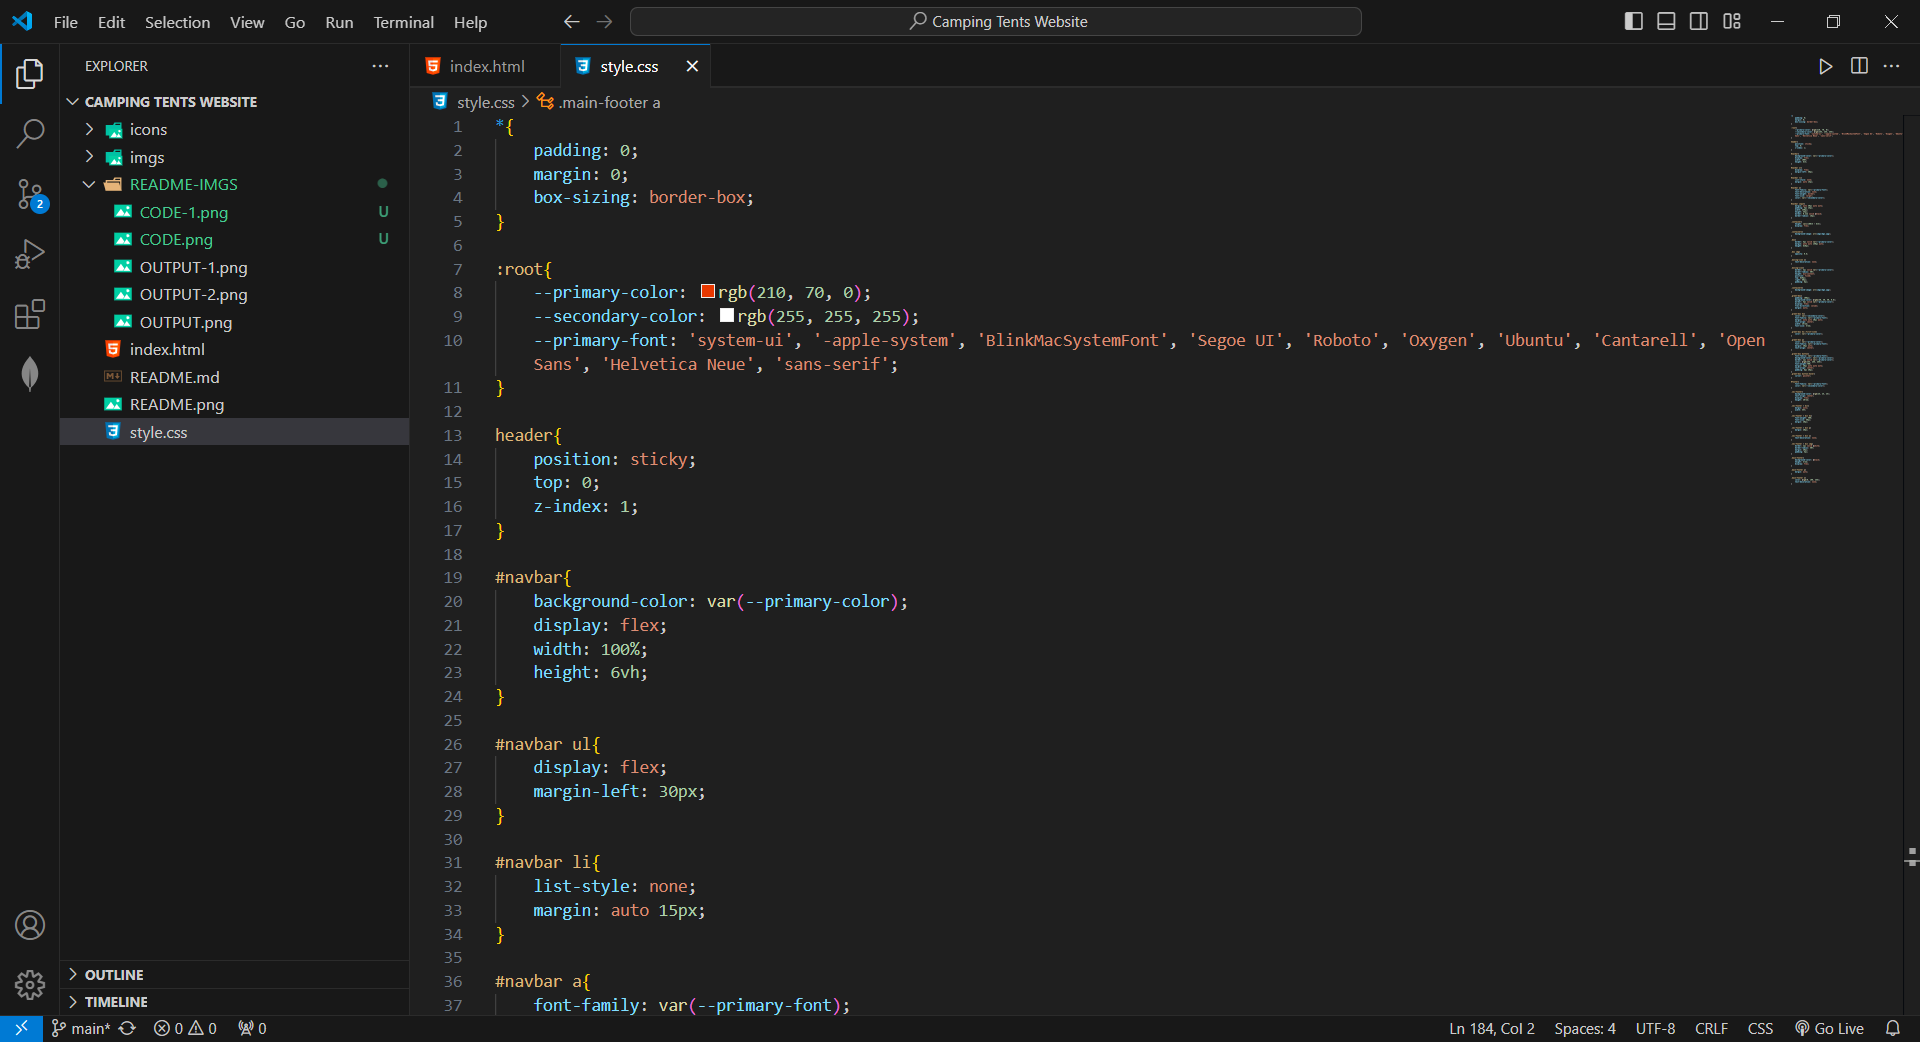 File Edit Selection View Go Run Terminal Help
Camping Tents Website
EXPLORER
CAMPING TENTS WEBSITE
icons
imgs
README-IMGS
CODE-1.png U
CODE.png U
OUTPUT-1.png
OUTPUT-2.png
OUTPUT.png
index.html
README.md
README.png
style.css
OUTLINE
TIMELINE
2
index.html style.css
style.css > .main-footer a
1 *{
2 padding: 0;
3 margin: 0;
4 box-sizing: border-box;
5 }
6
7 :root{
8 --primary-color: rgb(210, 70, 0);
9 --secondary-color: rgb(255, 255, 255);
10 --primary-font: 'system-ui', '-apple-system', 'BlinkMacSystemFont', 'Segoe UI', 'Roboto', 'Oxygen', 'Ubuntu', 'Cantarell', 'Open
Sans', 'Helvetica Neue', 'sans-serif';
11 }
12
13 header{
14 position: sticky;
15 top: 0;
16 z-index: 1;
17 }
18
19 #navbar{
20 background-color: var(--primary-color);
21 display: flex;
22 width: 100%;
23 height: 6vh;
24 }
25
26 #navbar ul{
27 display: flex;
28 margin-left: 30px;
29 }
30
31 #navbar li{
32 list-style: none;
33 margin: auto 15px;
34 }
35
36 #navbar a{
37 font-family: var(--primary-font);
main* 0 0 0 Ln 184, Col 2 Spaces: 4 UTF-8 CRLF CSS Go Live